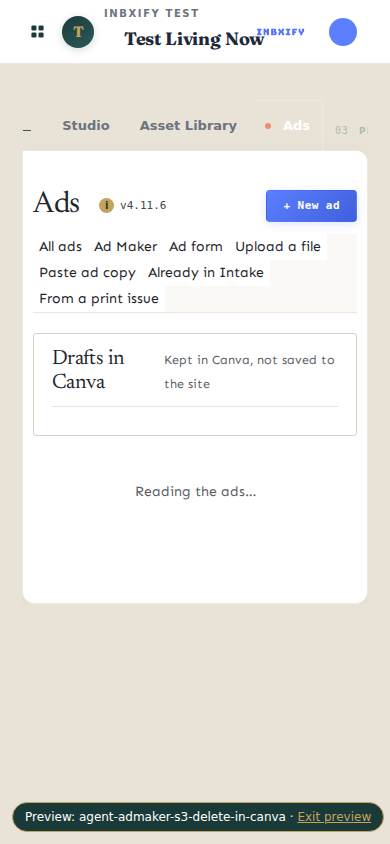 INBXIFY TEST
T
Test Living Now
INBXIFY
Studio
Asset Library
Ads
03
Ads
i v4.11.6
+ New ad
All ads Ad Maker Ad form Upload a file
Paste ad copy Already in Intake
From a print issue
Drafts in Canva
Kept in Canva, not saved to the site
Reading the ads...
Preview: agent-admaker-s3-delete-in-canva · Exit preview